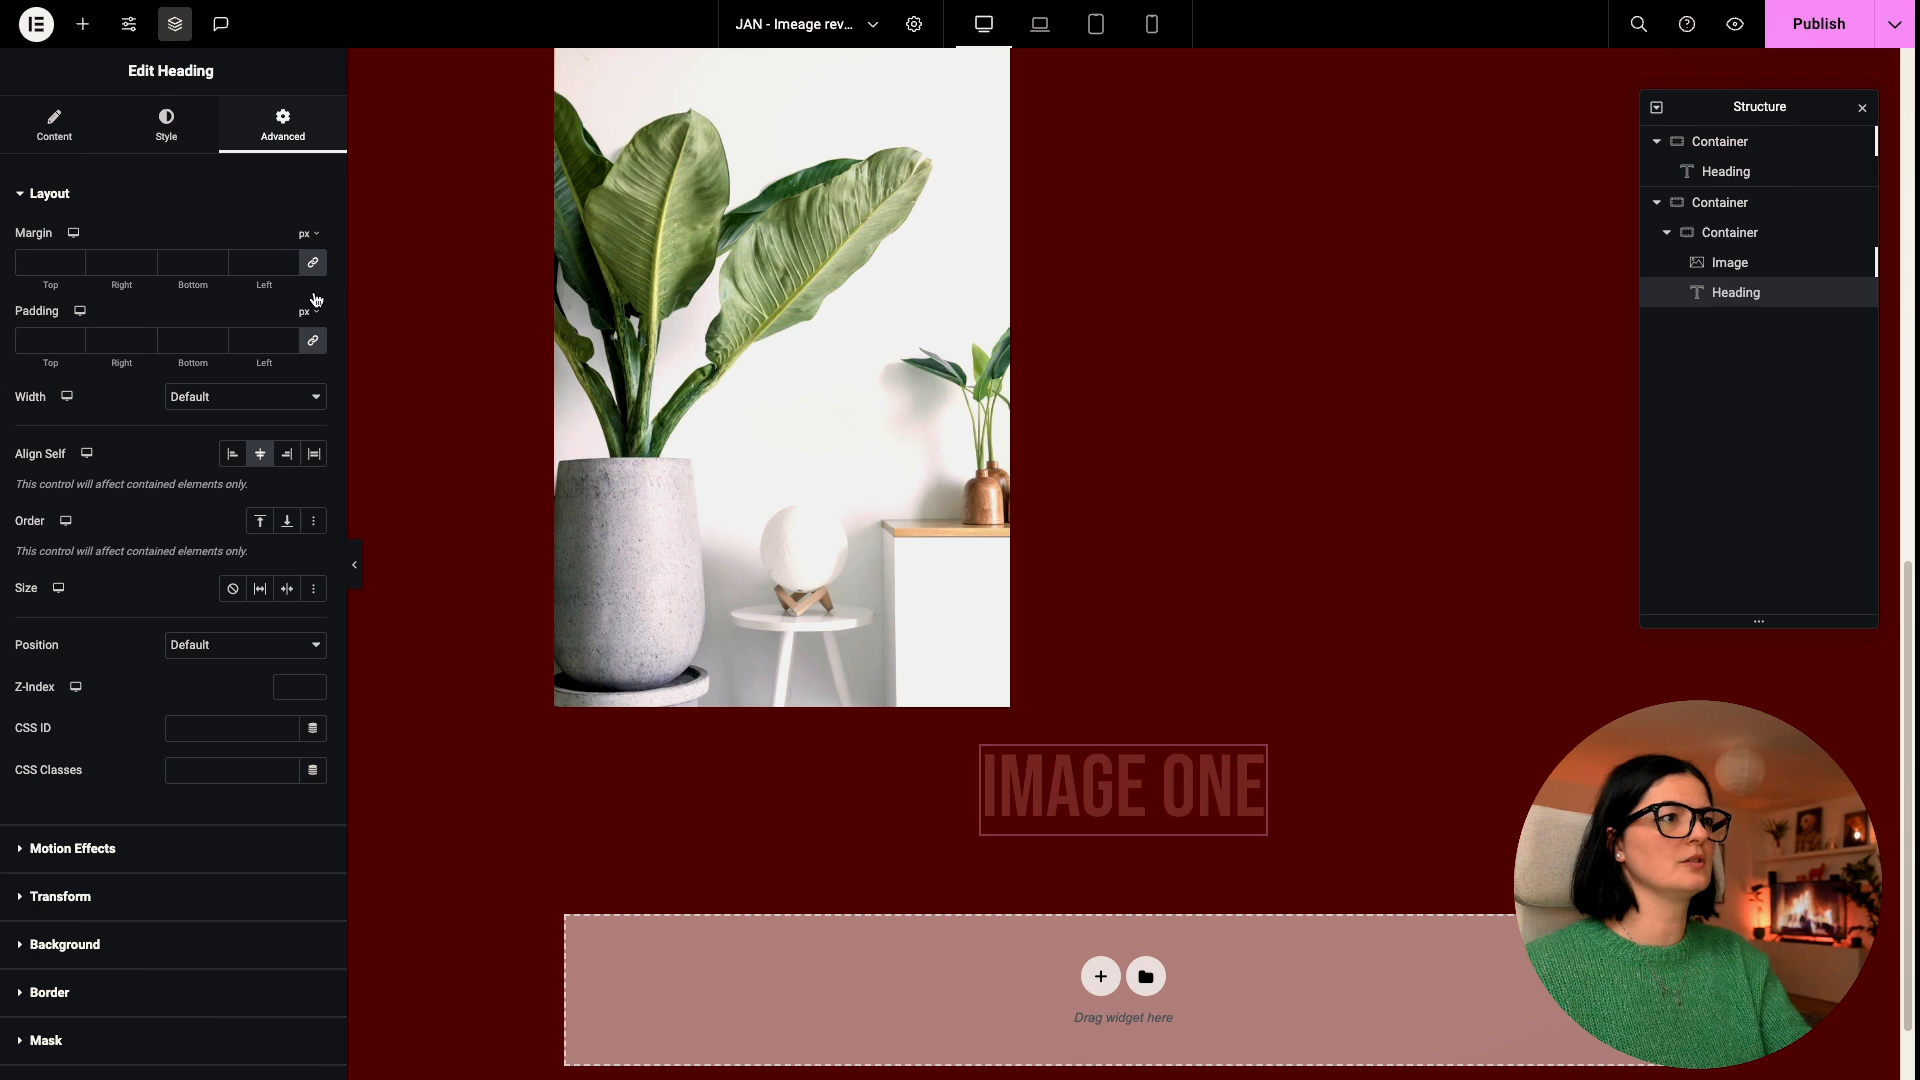 JAN - Imeage rev...
Publish
Edit Heading
Content
Style
Advanced
Layout
Margin
px
Top
Right
Bottom
Left
Padding
px
Top
Right
Bottom
Left
Width
Default
Align Self
This control will affect contained elements only.
Order
This control will affect contained elements only.
Size
Position
Default
Z-Index
CSS ID
CSS Classes
Motion Effects
Transform
Background
Border
Mask
IMAGE ONE
Drag widget here
Structure
Container
Heading
Container
Container
Image
Heading